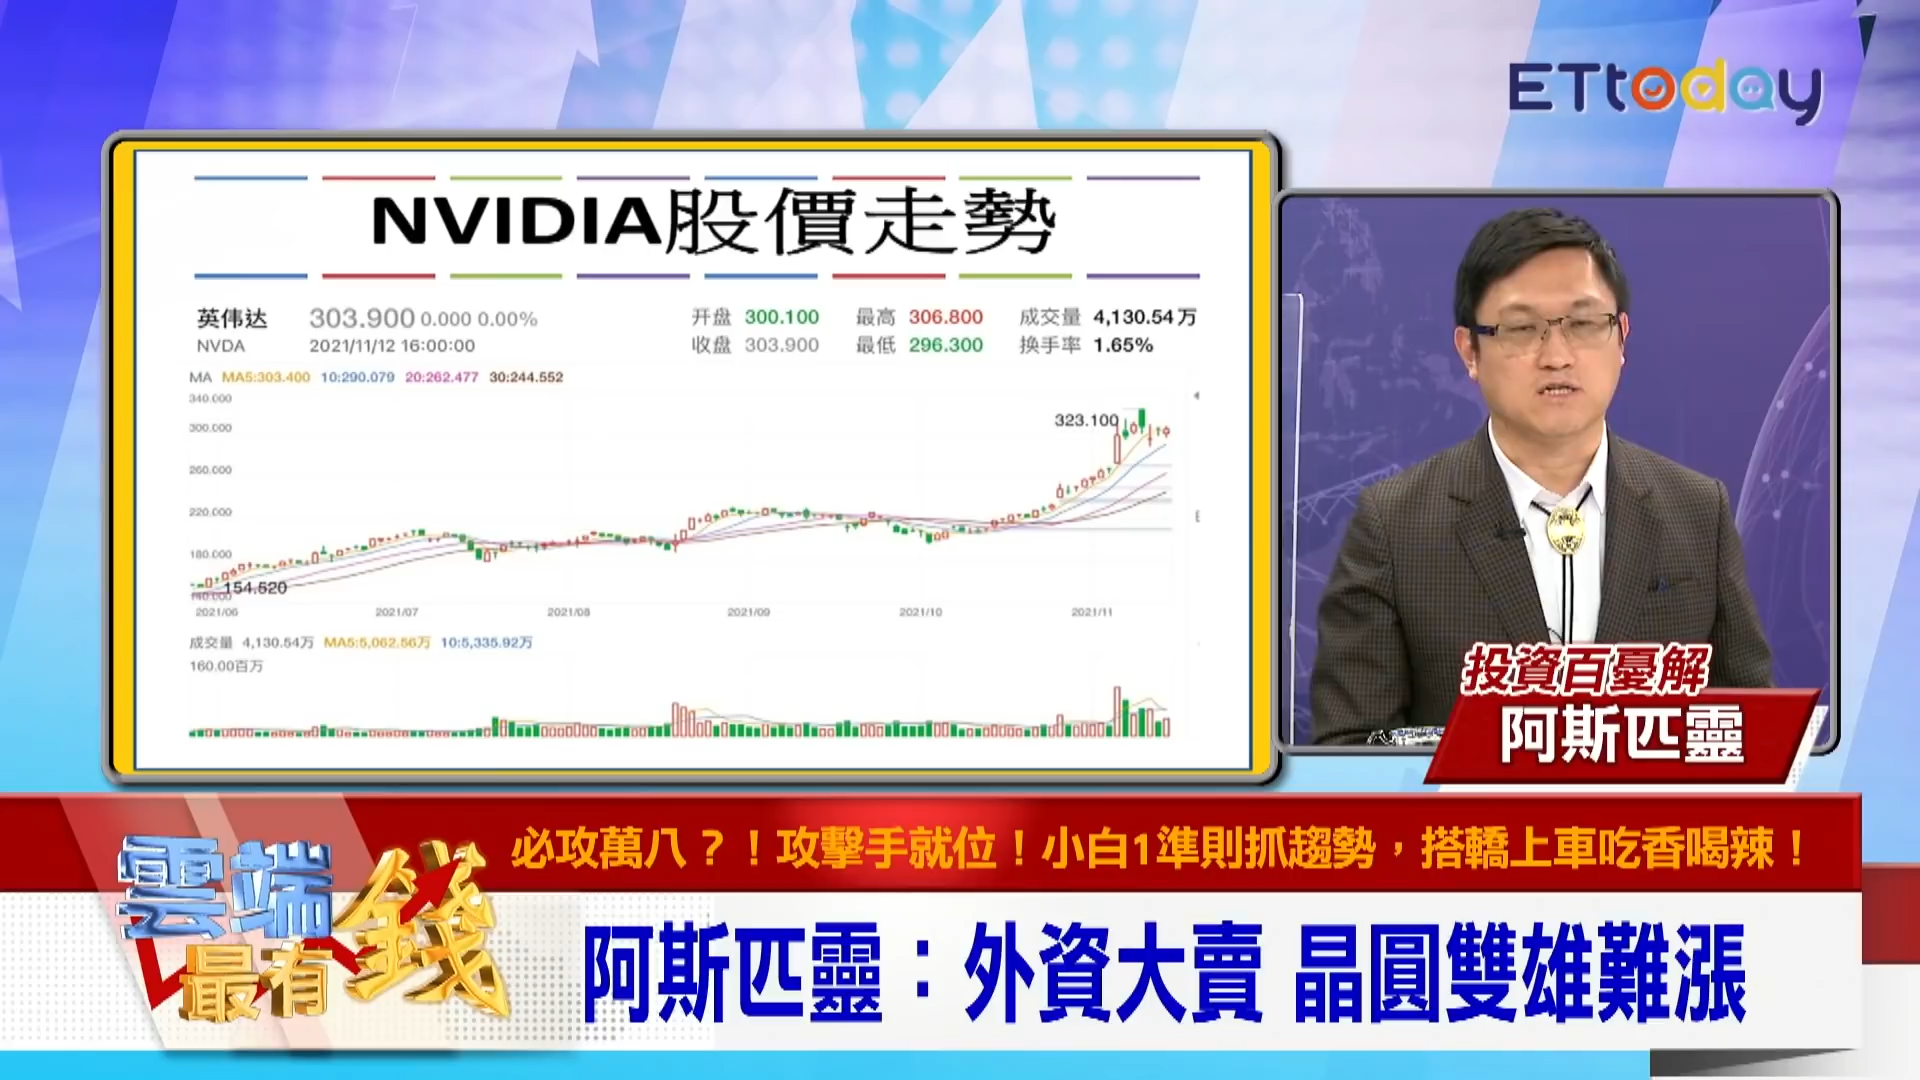 ETtoday
NVIDIA股價走勢
英伟达 303.900 0.000 0.00% 开盘 300.100 最高 306.800 成交量 4,130.54万
NVDA 2021/11/12 16:00:00 收盘 303.900 最低 296.300 换手率 1.65%
MA MA5:303.400 10:290.079 20:262.477 30:244.552
340.000
323.100
300.000
260.000
220.000
180.000
154.520
140.000
2021/06 2021/07 2021/08 2021/09 2021/10 2021/11
成交量 4,130.54万 MA5:5,062.56万 10:5,335.92万
160.00百万
投資百憂解
阿斯匹靈
雲端最有錢
必攻萬八？！攻擊手就位！小白1準則抓趨勢，搭轎上車吃香喝辣！
阿斯匹靈：外資大賣 晶圓雙雄難漲